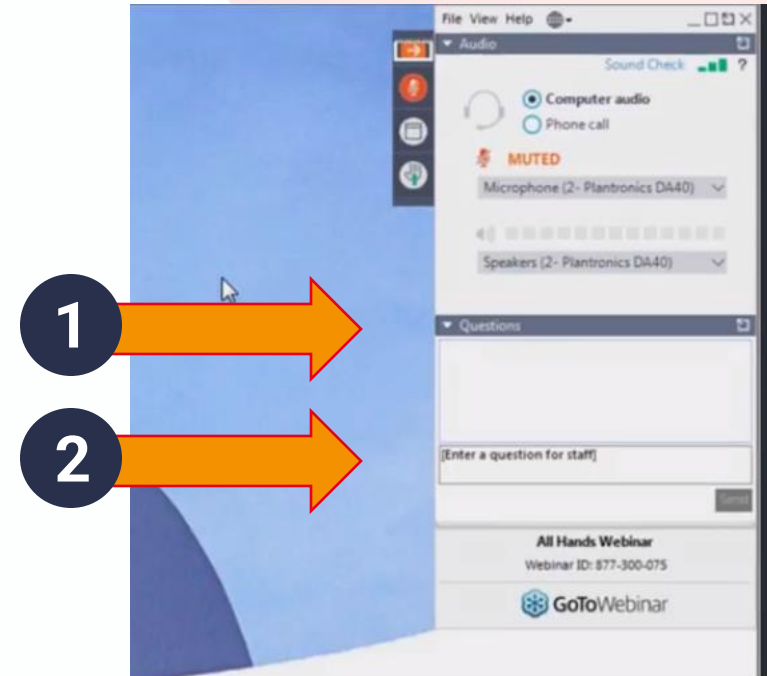 File View Help
Audio
Sound Check ?
Computer audio
Phone call
MUTED
Microphone (2- Plantronics DA40)
Speakers (2- Plantronics DA40)
1
Questions
2
[Enter a question for staff]
Send
All Hands Webinar
Webinar ID: 877-300-075
GoToWebinar